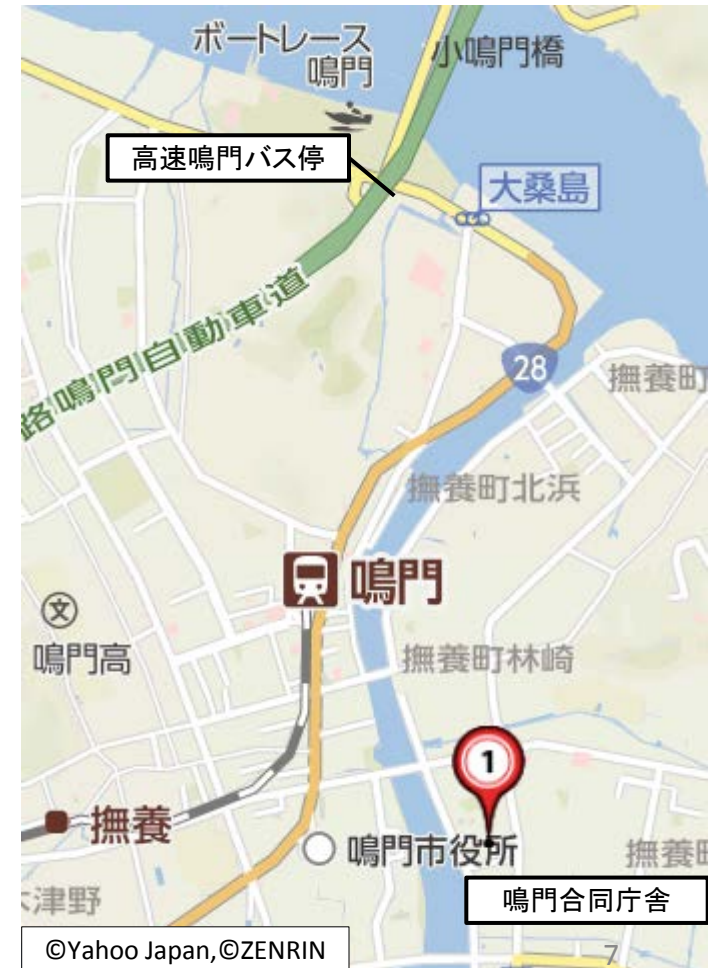 ボートレース
鳴門
小鳴門橋
高速鳴門バス停
大桑島
路鳴門自動車道
28
撫養町
撫養町北浜
鳴門
文
鳴門高
撫養町林崎
1
撫養
鳴門市役所
撫養町
木津野
鳴門合同庁舎
©Yahoo Japan,©ZENRIN
7